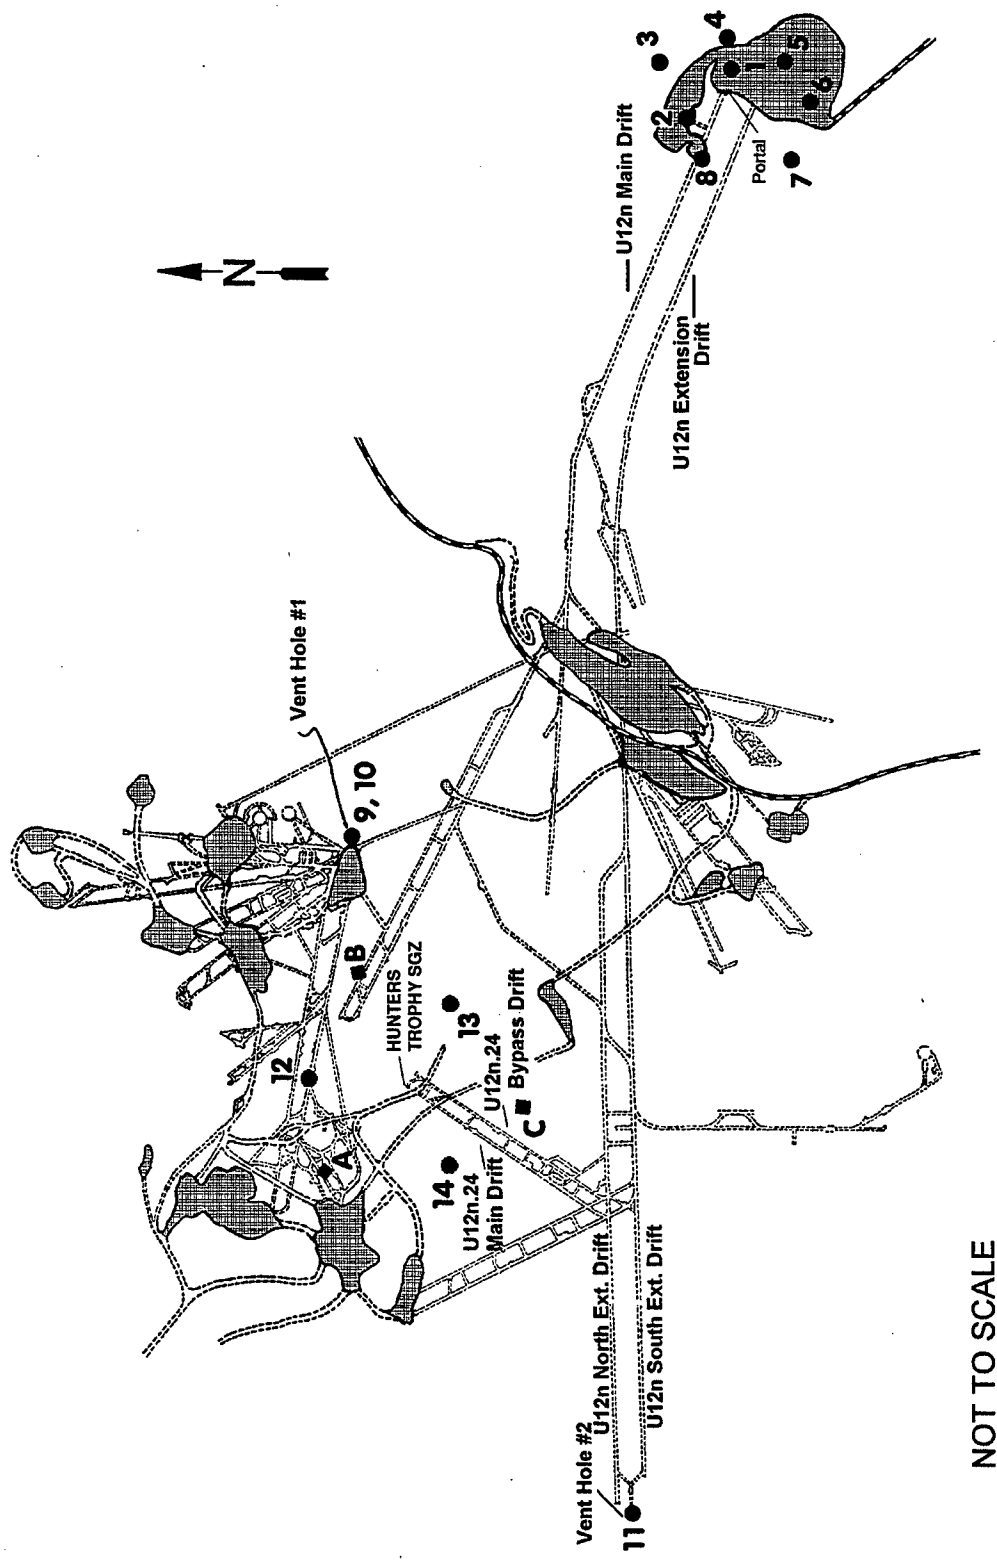 N
3
4
5
1
6
2
8
Portal
7
U12n Main Drift
U12n Extension
Drift
Vent Hole #1
9, 10
B
HUNTERS
TROPHY SGZ
13
12
U12n.24
Bypass Drift
C
A
14
U12n.24
Main Drift
U12n North Ext. Drift
U12n South Ext. Drift
Vent Hole #2
11
NOT TO SCALE